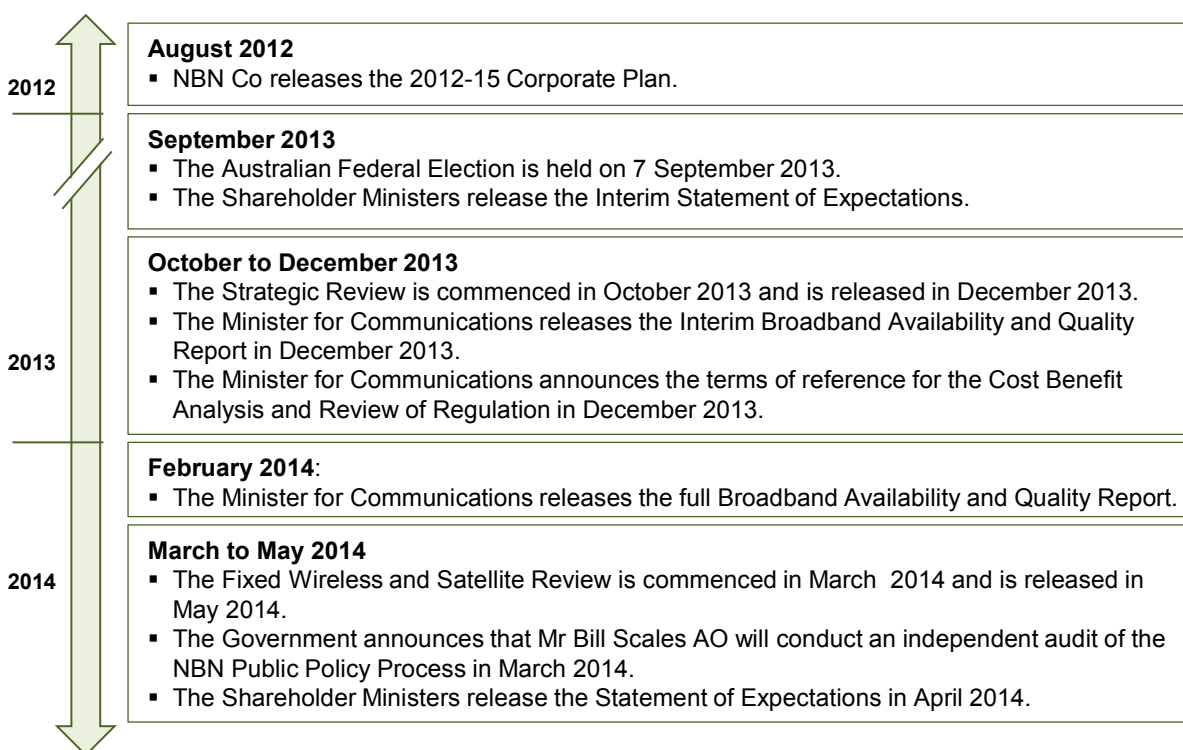 2012
August 2012
▪ NBN Co releases the 2012-15 Corporate Plan.
September 2013
▪ The Australian Federal Election is held on 7 September 2013.
▪ The Shareholder Ministers release the Interim Statement of Expectations.
2013
October to December 2013
▪ The Strategic Review is commenced in October 2013 and is released in December 2013.
▪ The Minister for Communications releases the Interim Broadband Availability and Quality
Report in December 2013.
▪ The Minister for Communications announces the terms of reference for the Cost Benefit
Analysis and Review of Regulation in December 2013.
2014
February 2014:
▪ The Minister for Communications releases the full Broadband Availability and Quality Report.
March to May 2014
▪ The Fixed Wireless and Satellite Review is commenced in March 2014 and is released in
May 2014.
▪ The Government announces that Mr Bill Scales AO will conduct an independent audit of the
NBN Public Policy Process in March 2014.
▪ The Shareholder Ministers release the Statement of Expectations in April 2014.